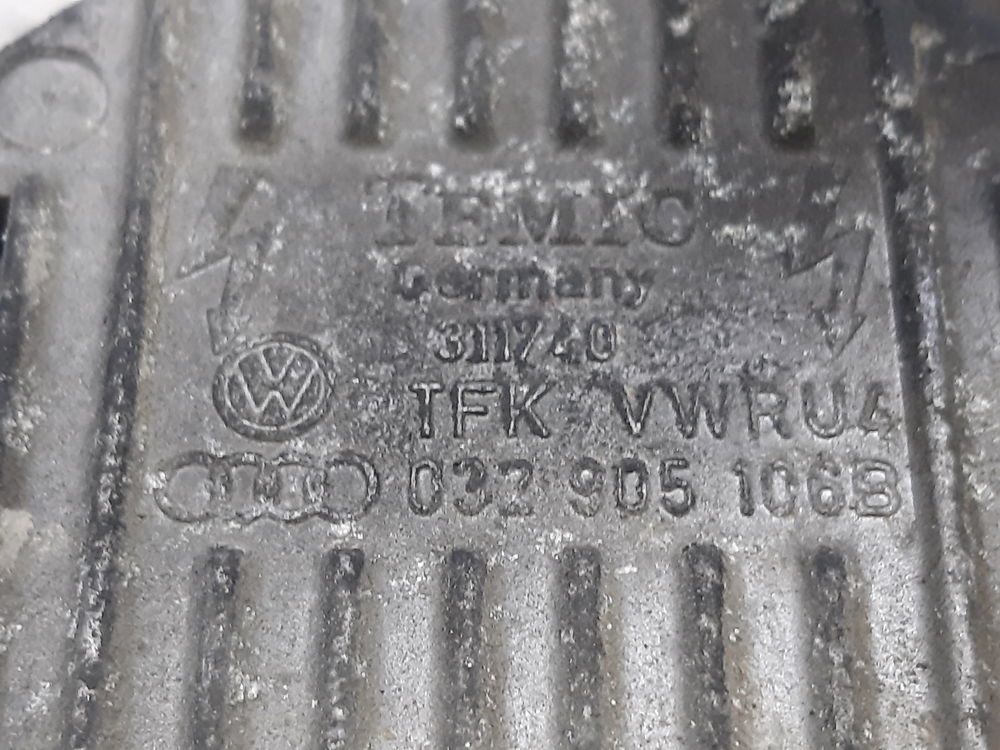 TEMIC
Germany
311740
TFK VWRU4
032 905 106B